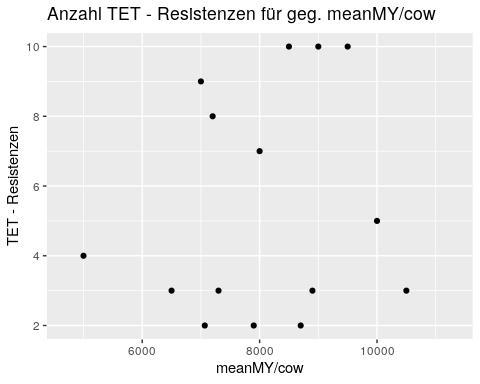 Anzahl TET - Resistenzen für geg. meanMY/cow
TET - Resistenzen
10
8
6
4
2
6000 8000 10000
meanMY/cow